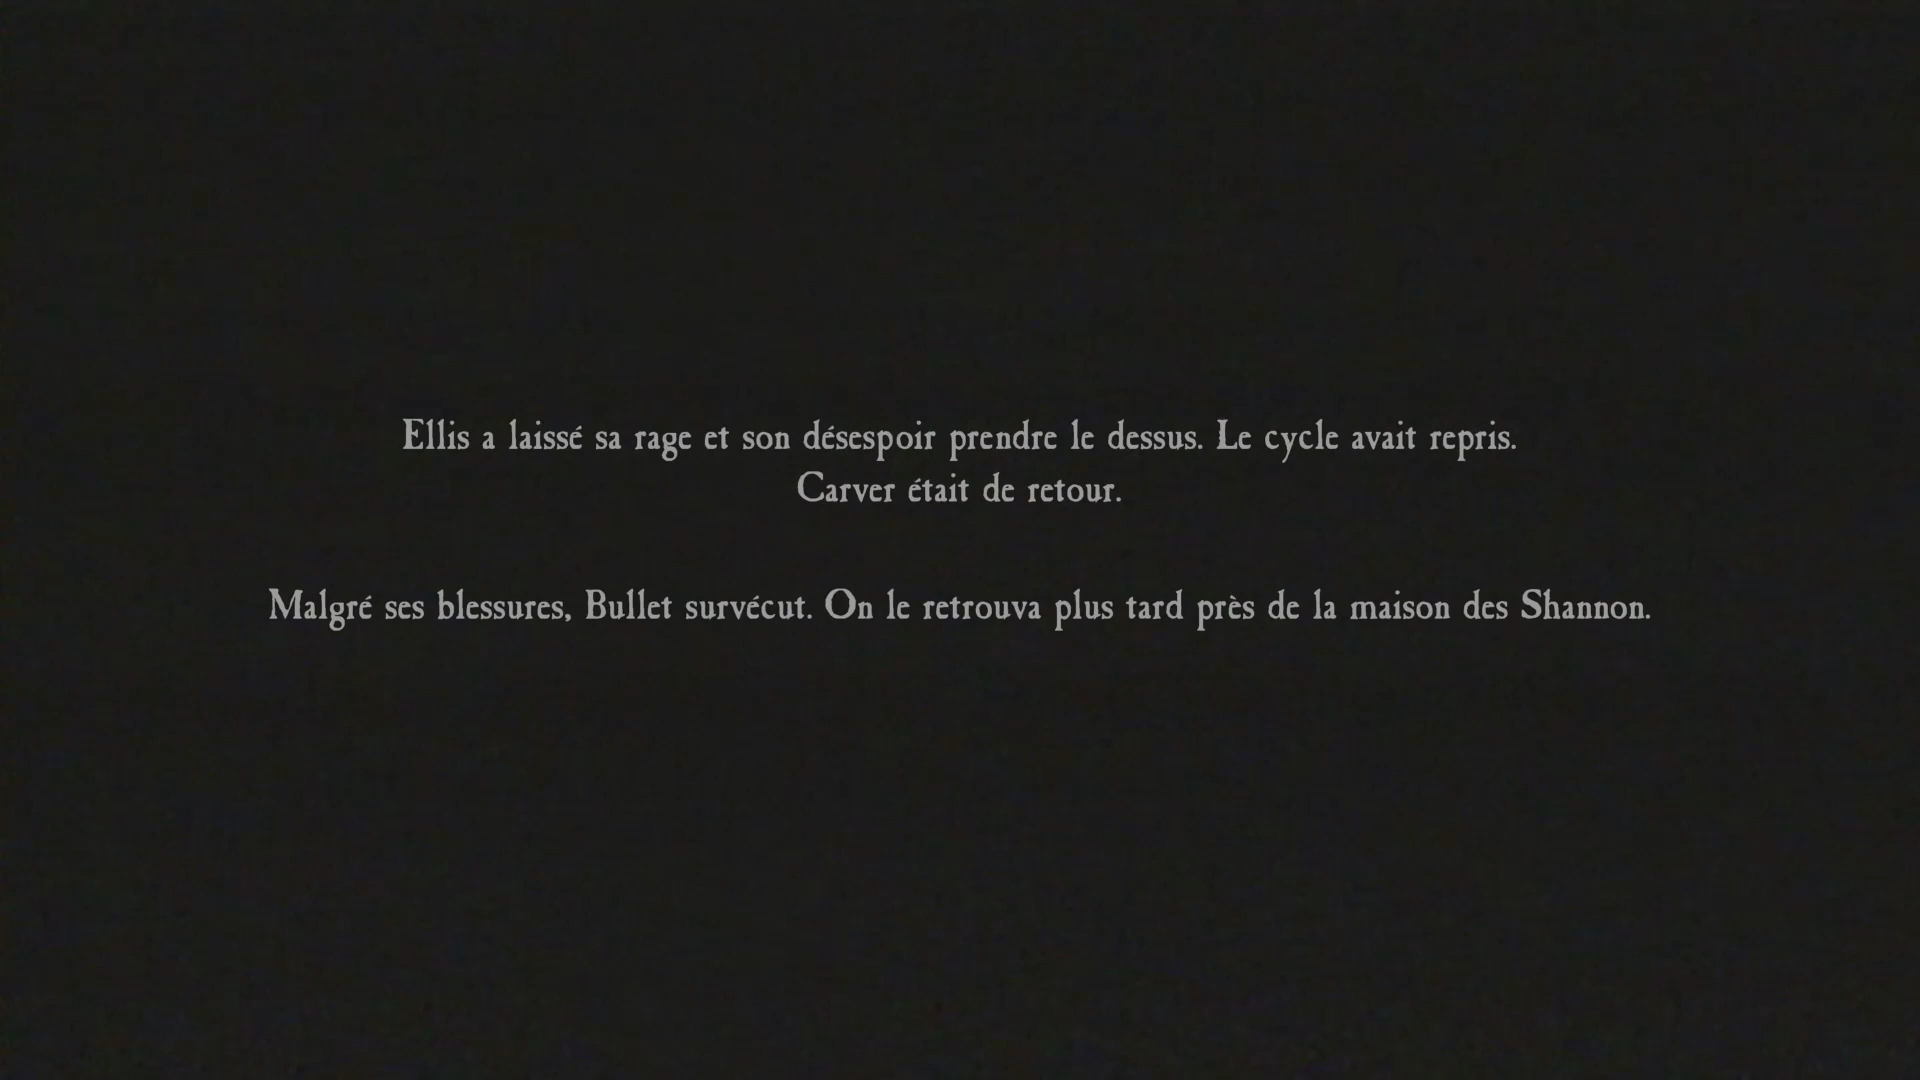 Ellis a laissé sa rage et son désespoir prendre le dessus. Le cycle avait repris.
Carver était de retour.
Malgré ses blessures, Bullet survécut. On le retrouva plus tard près de la maison des Shannon.